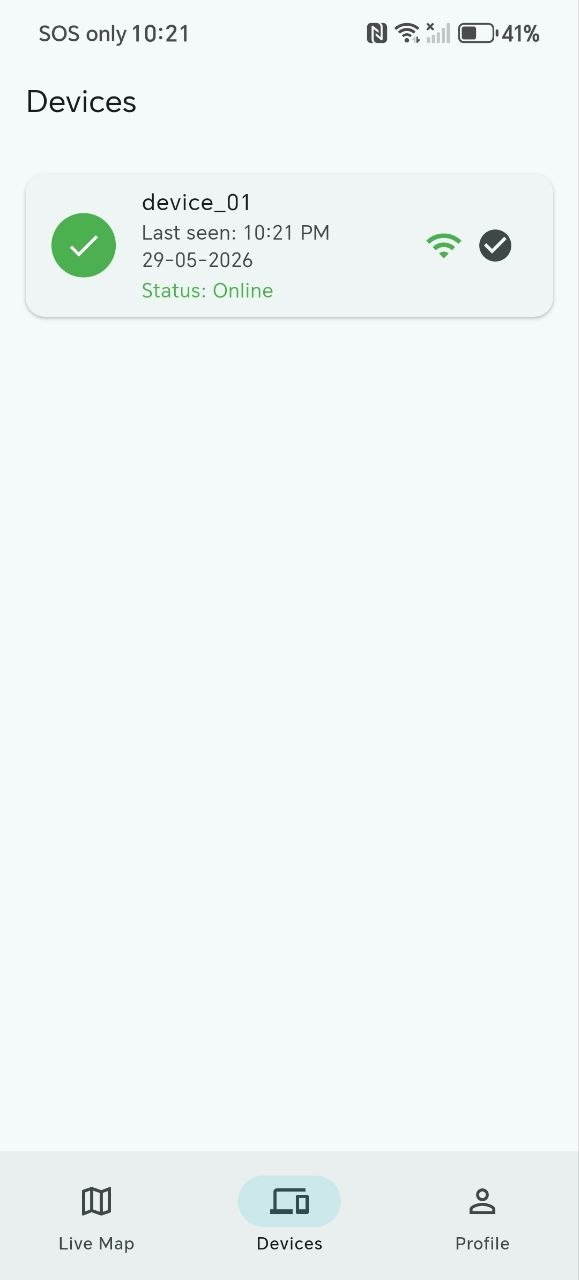 SOS only 10:21
41%
Devices
device_01
Last seen: 10:21 PM
29-05-2026
Status: Online
Live Map
Devices
Profile